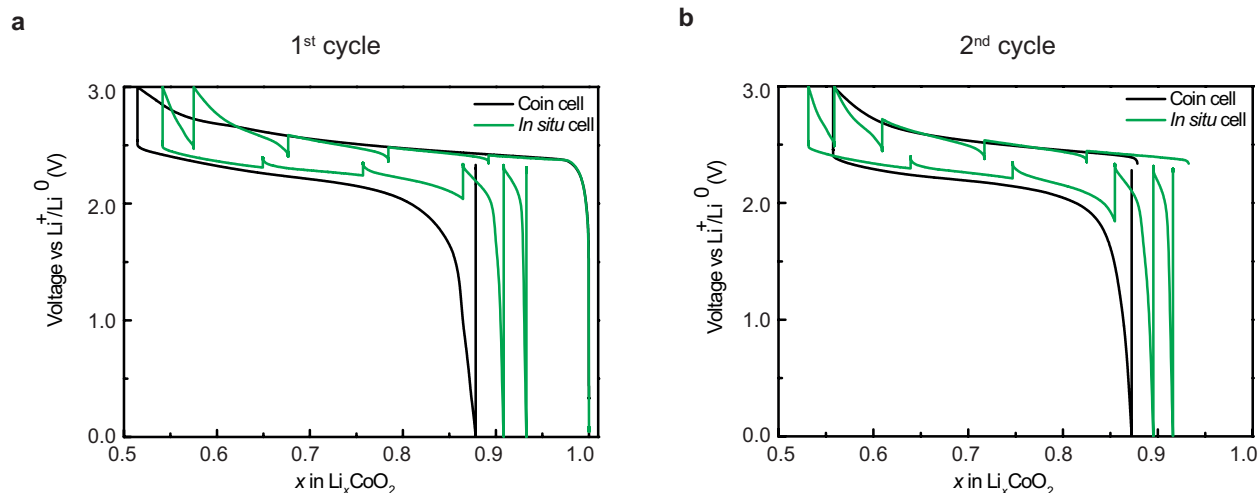 a
1st cycle
3.0
2.0
1.0
0.0
Voltage vs Li+/Li0 (V)
Coin cell
In situ cell
0.5
0.6
0.7
0.8
0.9
1.0
x in LixCoO2
b
2nd cycle
3.0
2.0
1.0
0.0
Voltage vs Li+/Li 0 (V)
Coin cell
In situ cell
0.5
0.6
0.7
0.8
0.9
1.0
x in LixCoO2